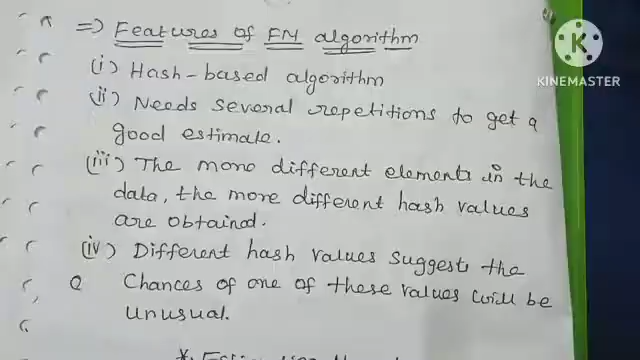 => Features of FM algorithm
(i) Hash-based algorithm
(ii) Needs several repetitions to get a
good estimate.
(iii) The more different elements in the
data, the more different hash values
are obtained.
(iv) Different hash values suggests the
Chances of one of these values will be
unusual.
KINEMASTER